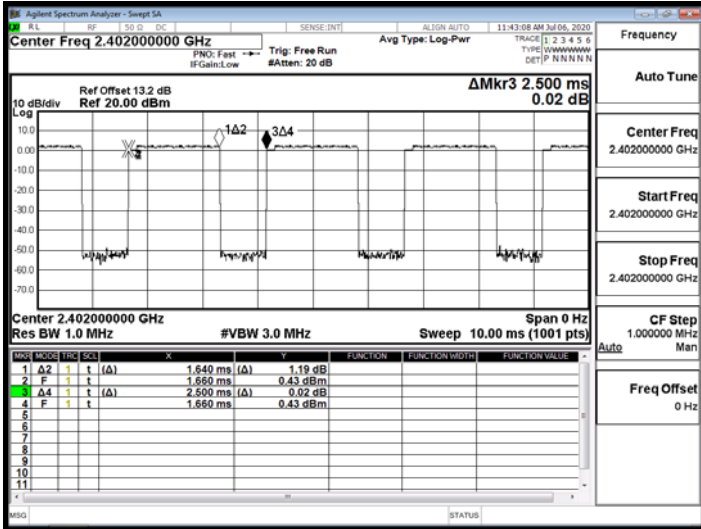 Agilent Spectrum Analyzer - Swept SA
RL RF 50 Ω DC SENSE:INT ALIGN AUTO 11:43:08 AM Jul 06, 2020
Center Freq 2.402000000 GHz
PNO: Fast
IFGain:Low
Trig: Free Run
#Atten: 20 dB
Avg Type: Log-Pwr
TRACE 1 2 3 4 5 6
TYPE WWWWWW
DET P NNNNN
Ref Offset 13.2 dB
10 dB/div Ref 20.00 dBm
Log
ΔMkr3 2.500 ms
0.02 dB
10.0
0.00
-10.0
-20.0
-30.0
-40.0
-50.0
-60.0
-70.0
1Δ2
3Δ4
Center 2.402000000 GHz Span 0 Hz
Res BW 1.0 MHz #VBW 3.0 MHz Sweep 10.00 ms (1001 pts)
MKR MODE TRC SCL X Y FUNCTION FUNCTION WIDTH FUNCTION VALUE
1 Δ2 1 t (Δ) 1.640 ms (Δ) 1.19 dB
2 F 1 t 1.660 ms 0.43 dBm
3 Δ4 1 t (Δ) 2.500 ms (Δ) 0.02 dB
4 F 1 t 1.660 ms 0.43 dBm
5
6
7
8
9
10
11
MSG STATUS
Frequency
Auto Tune
Center Freq
2.402000000 GHz
Start Freq
2.402000000 GHz
Stop Freq
2.402000000 GHz
CF Step
1.000000 MHz
Auto Man
Freq Offset
0 Hz